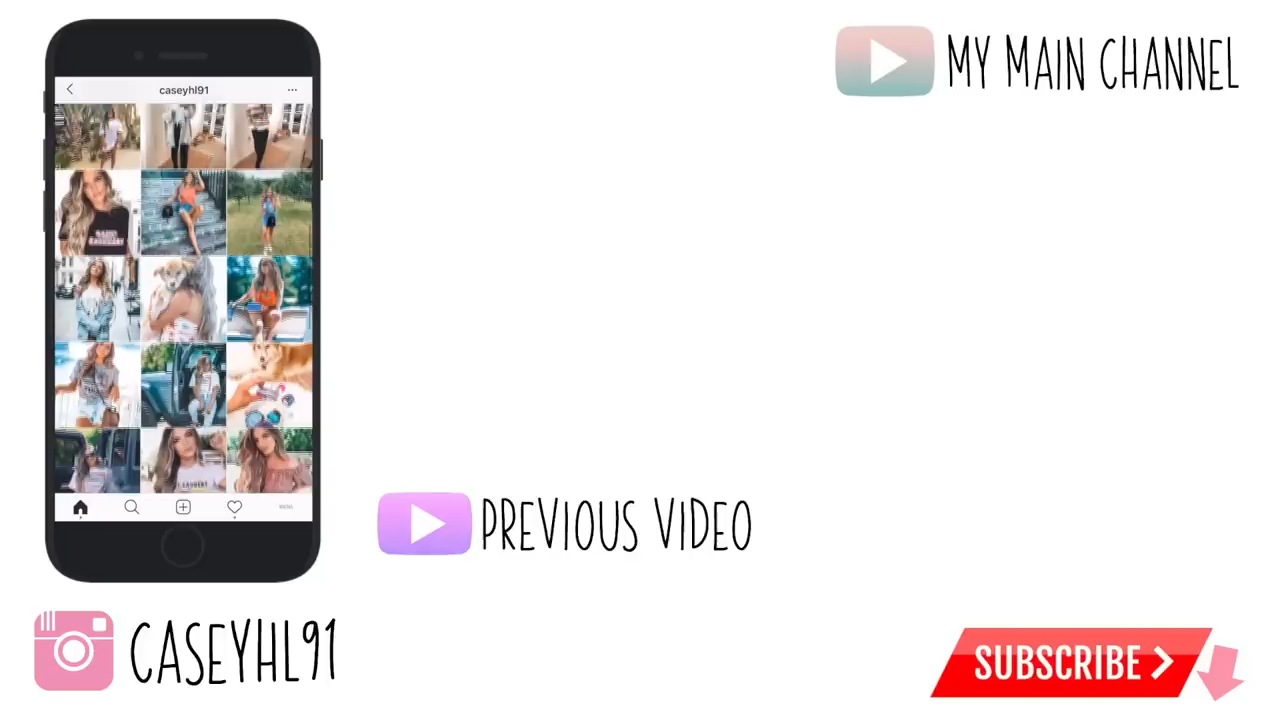 MY MAIN CHANNEL
caseyhl91
PREVIOUS VIDEO
CASEYHL91
SUBSCRIBE >